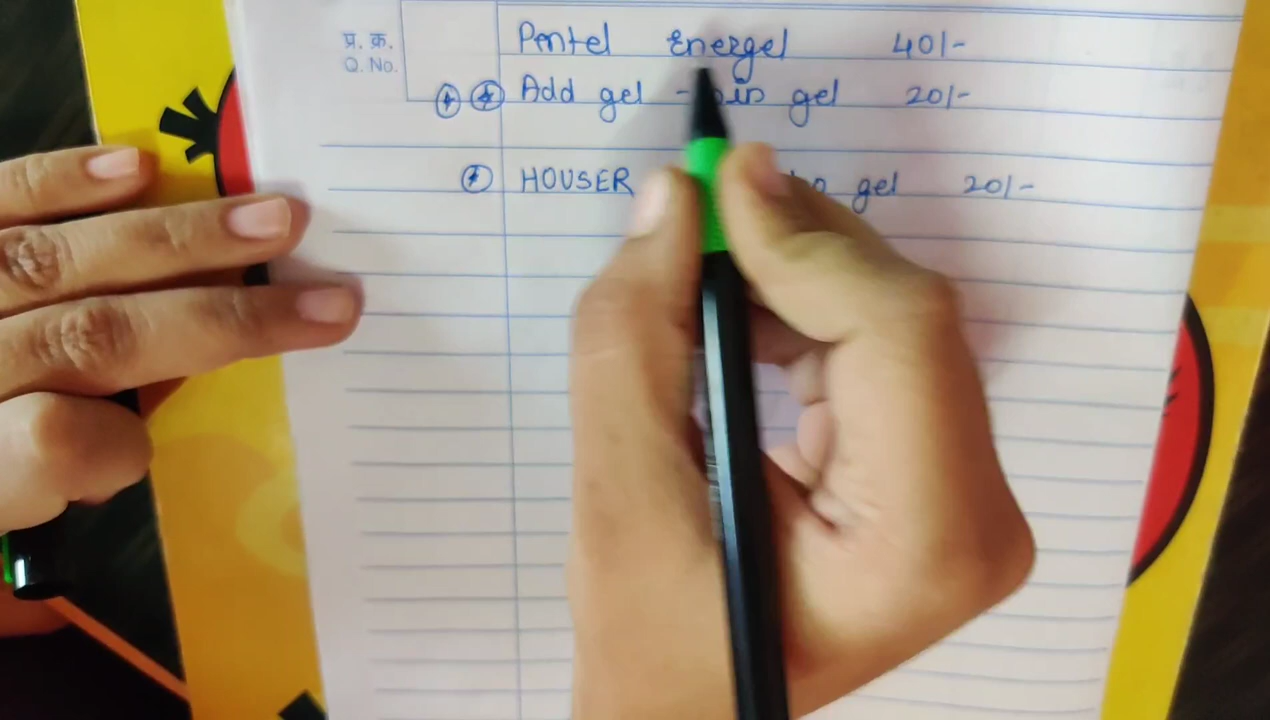 प्र. क्र. Pentel Energel 40/-
Q. No.
Add gel - gel 20/-
HOUSER gel 20/-